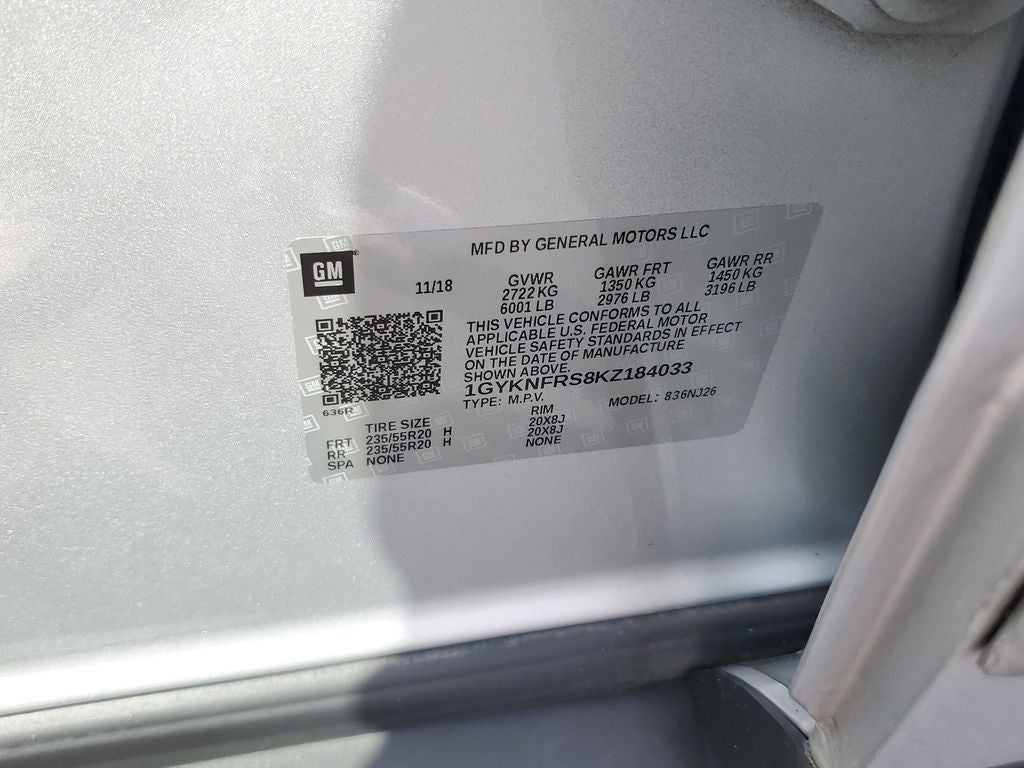 MFD BY GENERAL MOTORS LLC
GM
®
11/18 GVWR GAWR FRT GAWR RR
2722 KG 1350 KG 1450 KG
6001 LB 2976 LB 3196 LB
THIS VEHICLE CONFORMS TO ALL
APPLICABLE U.S. FEDERAL MOTOR
VEHICLE SAFETY STANDARDS IN EFFECT
ON THE DATE OF MANUFACTURE
SHOWN ABOVE.
1GYKNFRS8KZ184033
TYPE: M.P.V. MODEL: 836NJ26
636R
TIRE SIZE RIM
FRT 235/55R20 H 20X8J
RR 235/55R20 H 20X8J
SPA NONE NONE